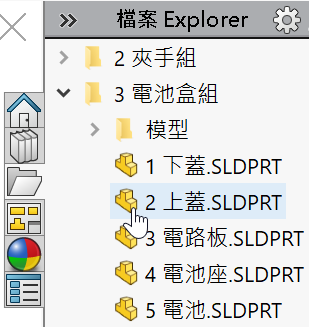 檔案 Explorer
2 夾手組
3 電池盒組
模型
1 下蓋.SLDPRT
2 上蓋.SLDPRT
3 電路板.SLDPRT
4 電池座.SLDPRT
5 電池.SLDPRT